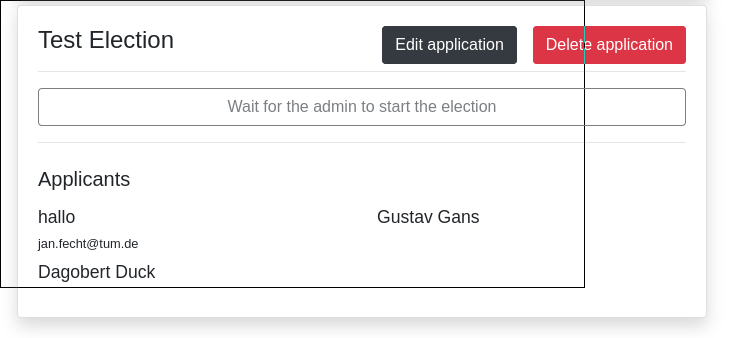 Test Election
Edit application
Delete application
Wait for the admin to start the election
Applicants
hallo
Gustav Gans
jan.fecht@tum.de
Dagobert Duck